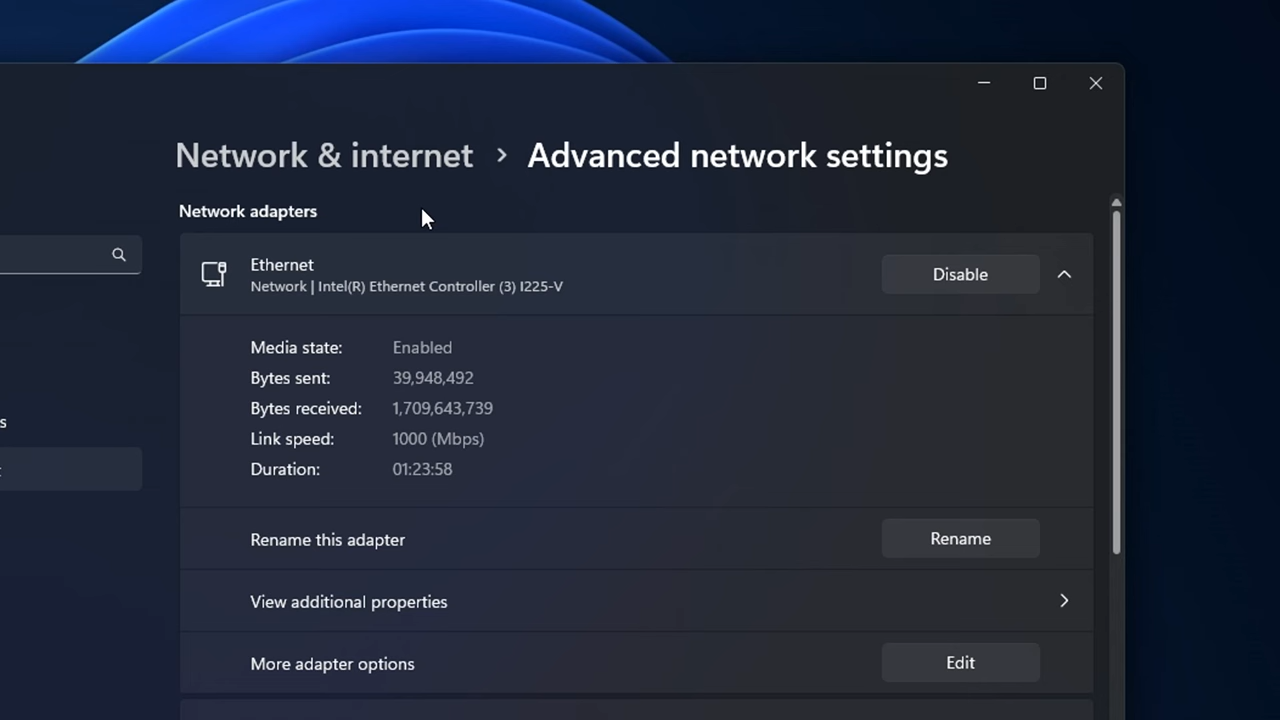 Network & internet > Advanced network settings
Network adapters
Ethernet
Network | Intel(R) Ethernet Controller (3) I225-V
Disable
Media state: Enabled
Bytes sent: 39,948,492
Bytes received: 1,709,643,739
Link speed: 1000 (Mbps)
Duration: 01:23:58
Rename this adapter
Rename
View additional properties
More adapter options
Edit